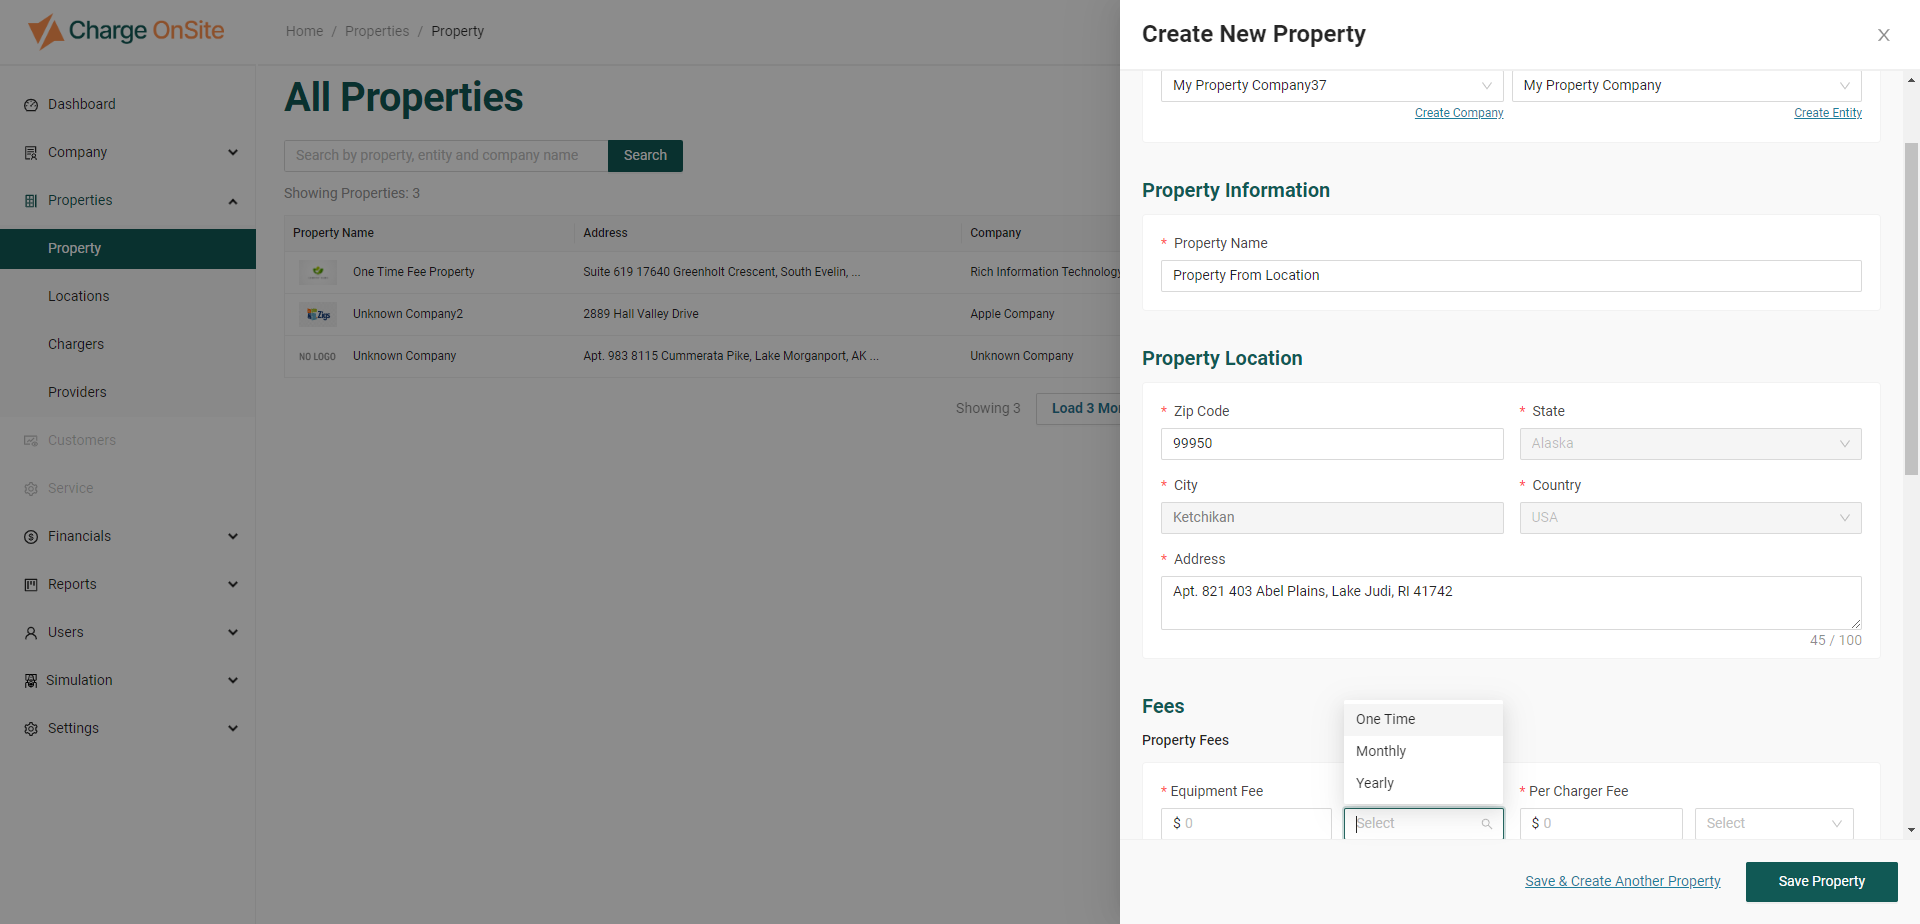 Charge OnSite
Home / Properties / Property
Dashboard
Company
Properties
Property
Locations
Chargers
Providers
Customers
Service
Financials
Reports
Users
Simulation
Settings
All Properties
Search by property, entity and company name
Search
Showing Properties: 3
Property Name Address Company
One Time Fee Property Suite 619 17640 Greenholt Crescent, South Evelin, ... Rich Information Technology
Zigs Unknown Company2 2889 Hall Valley Drive Apple Company
NO LOGO Unknown Company Apt. 983 8115 Cummerata Pike, Lake Morganport, AK ... Unknown Company
Showing 3 Load 3 Mor
Create New Property
My Property Company37 My Property Company
Create Company Create Entity
Property Information
* Property Name
Property From Location
Property Location
* Zip Code * State
99950 Alaska
* City * Country
Ketchikan USA
* Address
Apt. 821 403 Abel Plains, Lake Judi, RI 41742
45 / 100
Fees
One Time
Property Fees
Monthly
Yearly
* Equipment Fee * Per Charger Fee
$ 0 Select $ 0 Select
Save & Create Another Property Save Property